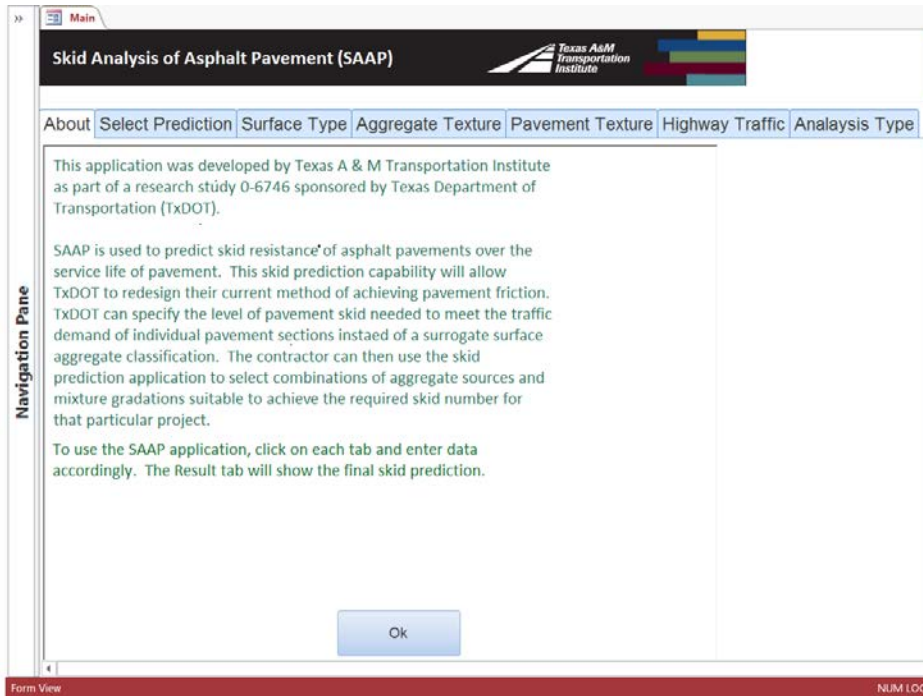 »
Main
Skid Analysis of Asphalt Pavement (SAAP)
Texas A&M
Transportation
Institute
About Select Prediction Surface Type Aggregate Texture Pavement Texture Highway Traffic Analaysis Type
This application was developed by Texas A & M Transportation Institute
as part of a research study 0-6746 sponsored by Texas Department of
Transportation (TxDOT).
SAAP is used to predict skid resistance of asphalt pavements over the
service life of pavement. This skid prediction capability will allow
TxDOT to redesign their current method of achieving pavement friction.
TxDOT can specify the level of pavement skid needed to meet the traffic
demand of individual pavement sections instaed of a surrogate surface
aggregate classification. The contractor can then use the skid
prediction application to select combinations of aggregate sources and
mixture gradations suitable to achieve the required skid number for
that particular project.
To use the SAAP application, click on each tab and enter data
accordingly. The Result tab will show the final skid prediction.
Navigation Pane
Ok
Form View
NUM LOC